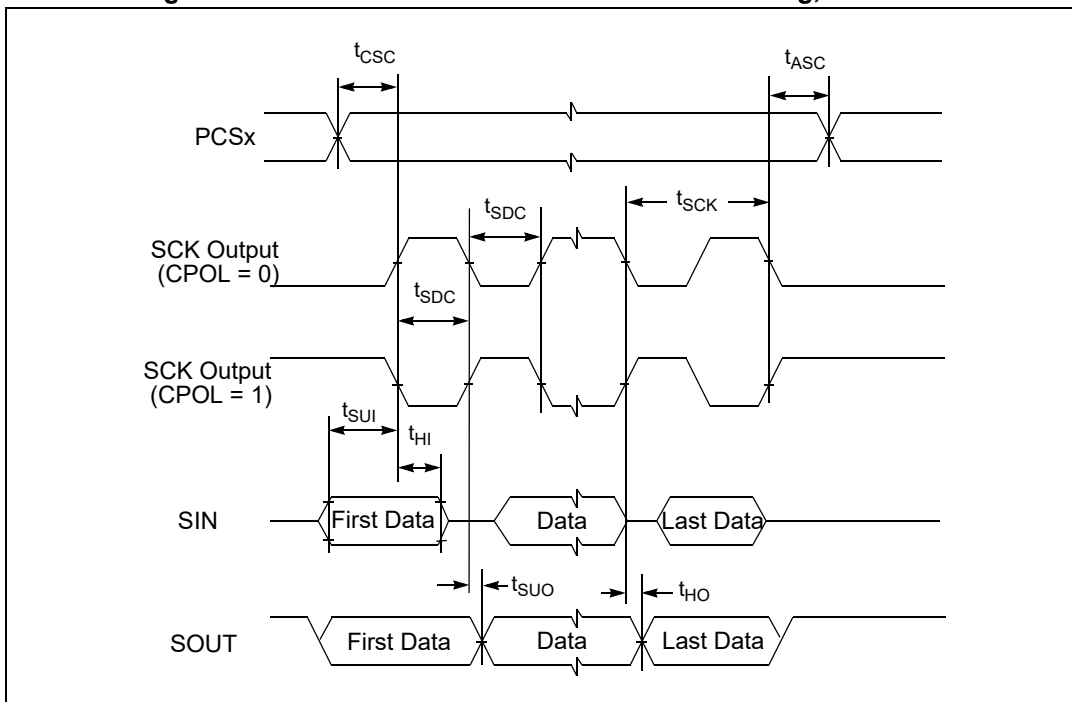 tCSC
tASC
PCSx
tSDC
tSCK
SCK Output
(CPOL = 0)
tSDC
SCK Output
(CPOL = 1)
tSUI
tHI
SIN
First Data
Data
Last Data
tSUO
tHO
SOUT
First Data
Data
Last Data